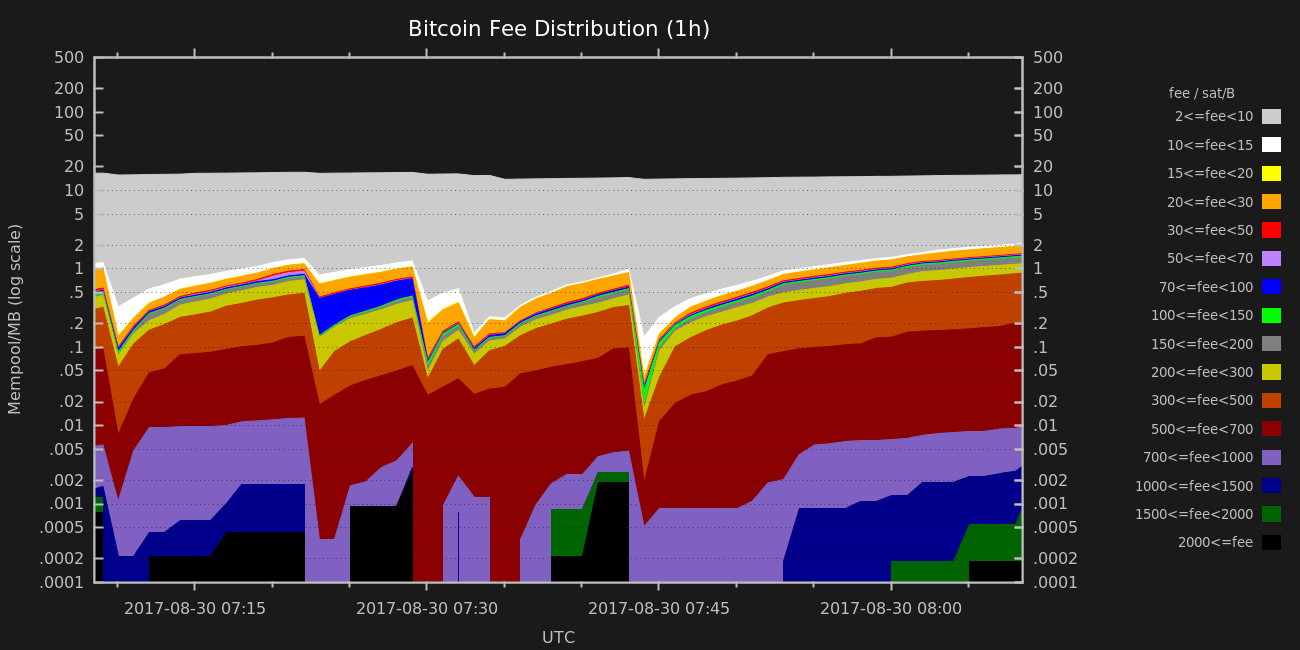 Bitcoin Fee Distribution (1h)
Mempool/MB (log scale)
500
200
100
50
20
10
5
2
1
.5
.2
.1
.05
.02
.01
.005
.002
.001
.0005
.0002
.0001
500
200
100
50
20
10
5
2
1
.5
.2
.1
.05
.02
.01
.005
.002
.001
.0005
.0002
.0001
2017-08-30 07:15
2017-08-30 07:30
2017-08-30 07:45
2017-08-30 08:00
UTC
fee / sat/B
2<=fee<10
10<=fee<15
15<=fee<20
20<=fee<30
30<=fee<50
50<=fee<70
70<=fee<100
100<=fee<150
150<=fee<200
200<=fee<300
300<=fee<500
500<=fee<700
700<=fee<1000
1000<=fee<1500
1500<=fee<2000
2000<=fee